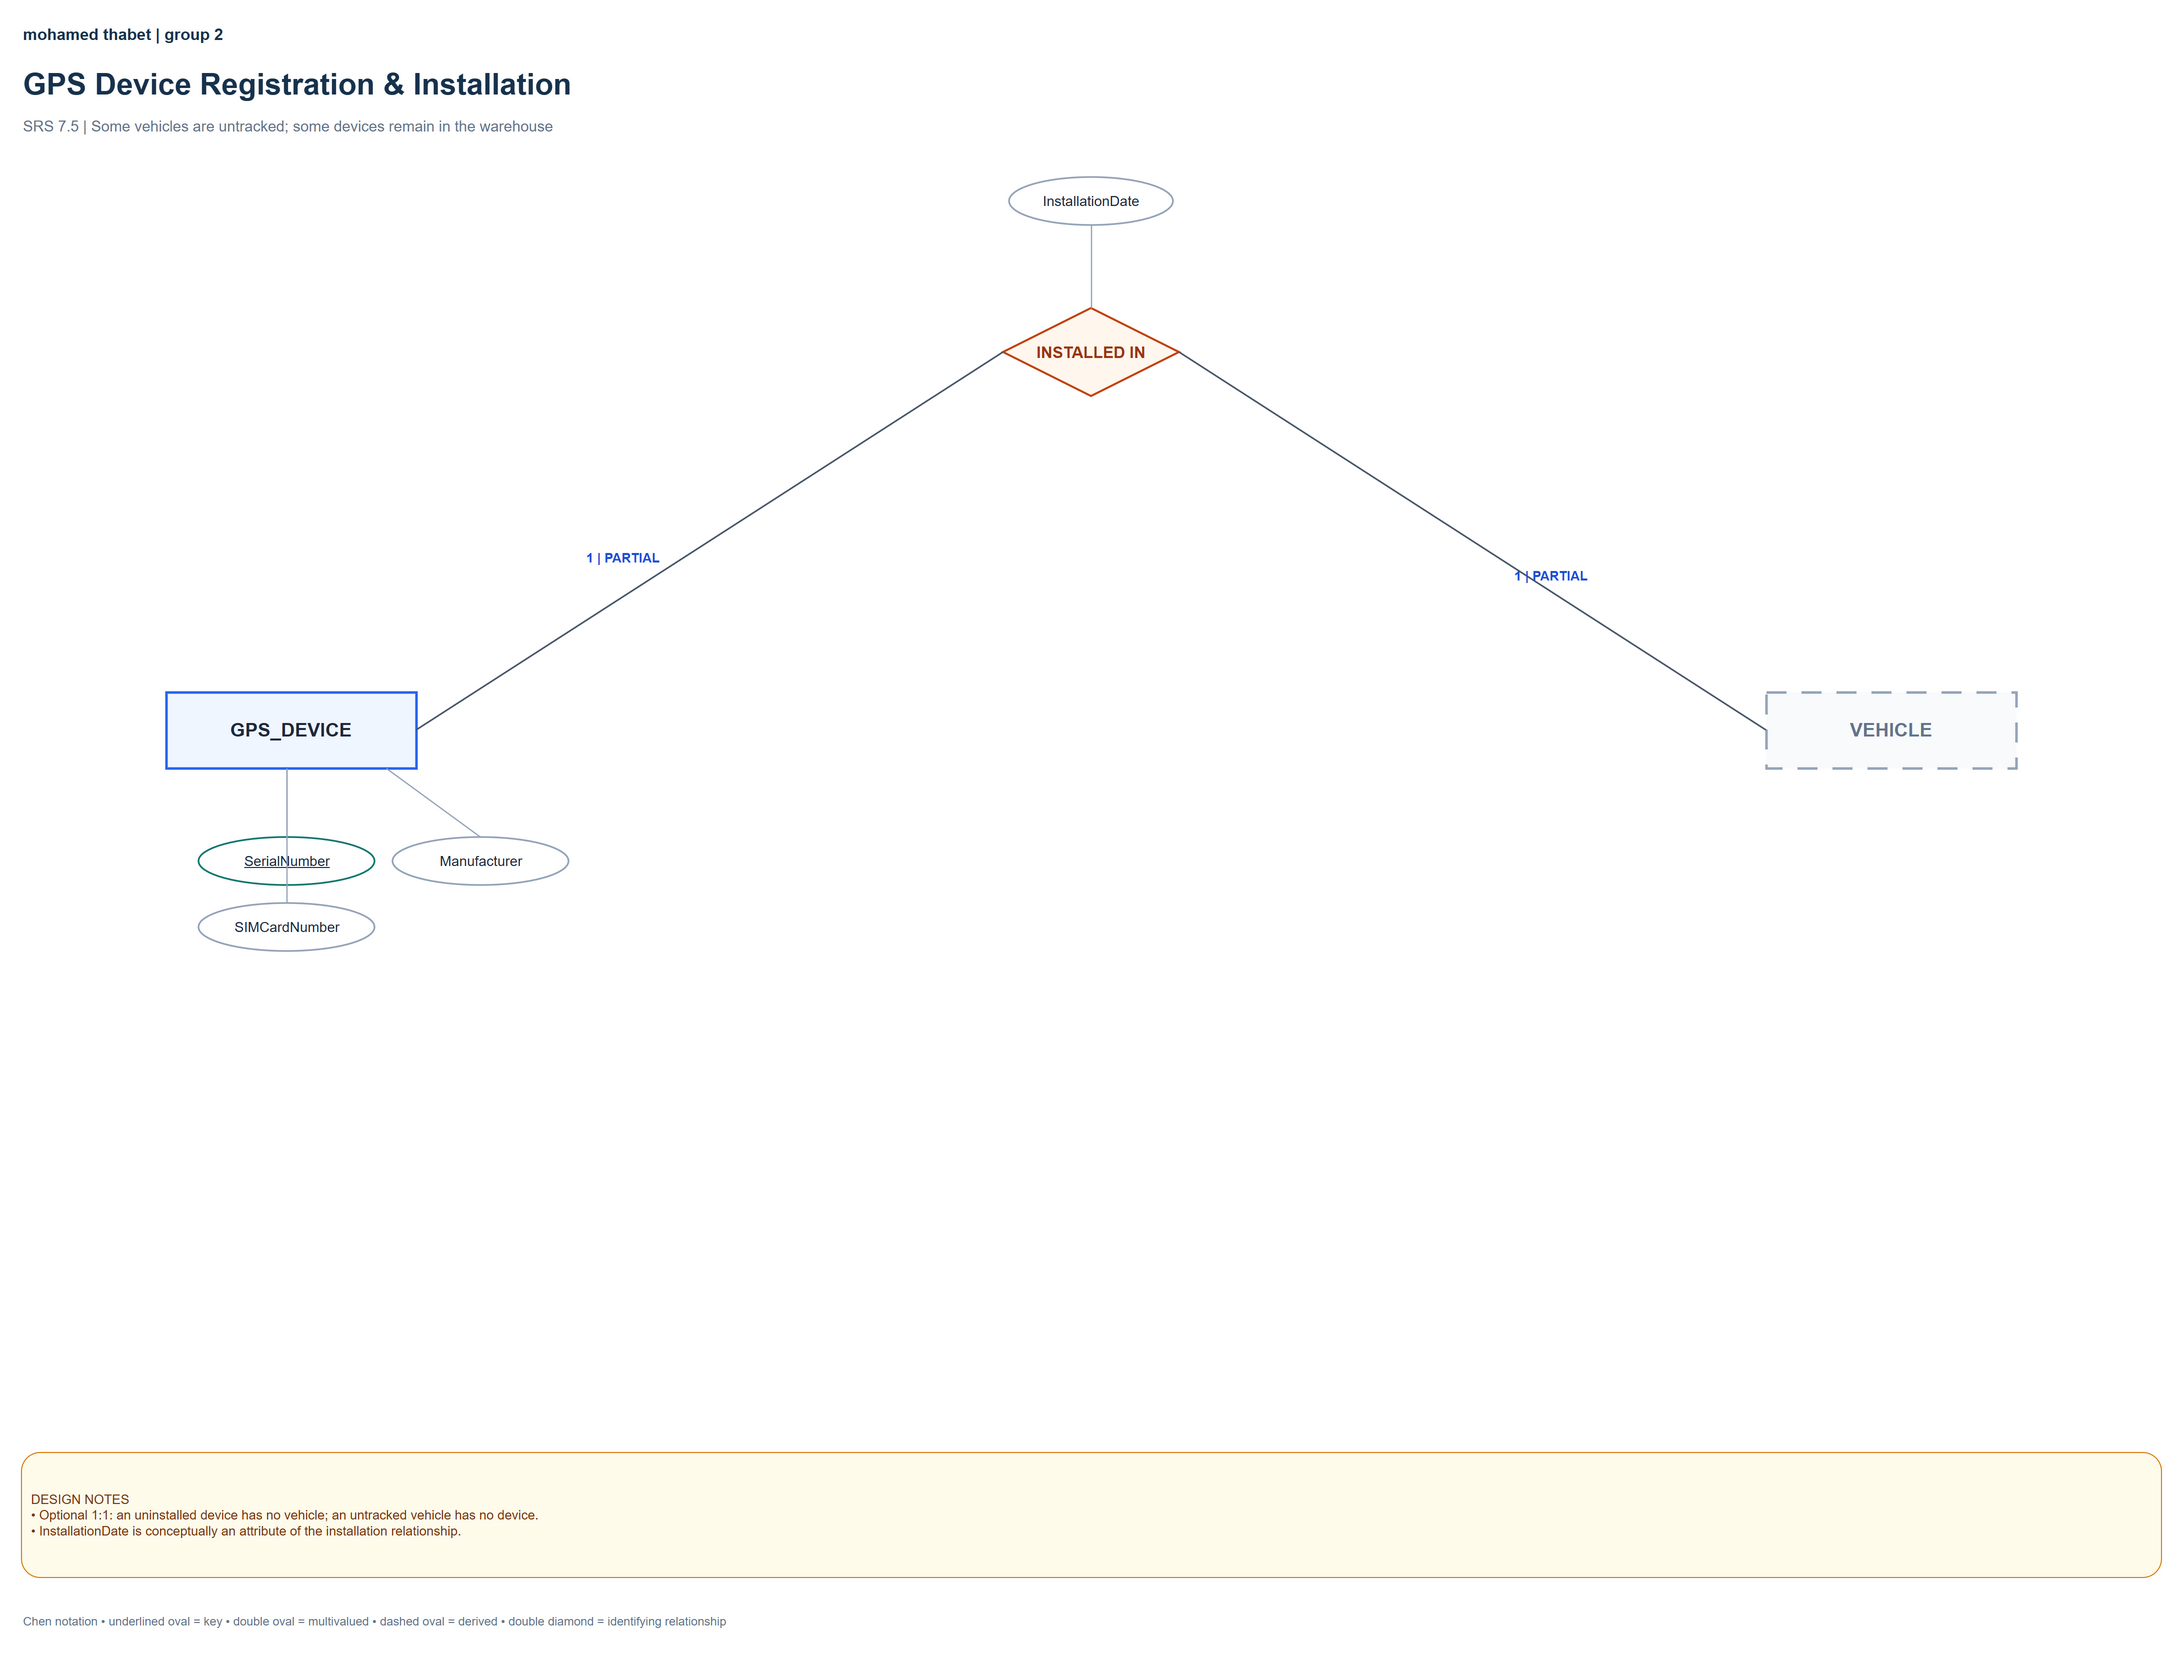 mohamed thabet | group 2
GPS Device Registration & Installation
SRS 7.5 | Some vehicles are untracked; some devices remain in the warehouse
InstallationDate
INSTALLED IN
1 | PARTIAL
1 | PARTIAL
GPS_DEVICE
VEHICLE
SerialNumber
Manufacturer
SIMCardNumber
DESIGN NOTES
• Optional 1:1: an uninstalled device has no vehicle; an untracked vehicle has no device.
• InstallationDate is conceptually an attribute of the installation relationship.
Chen notation • underlined oval = key • double oval = multivalued • dashed oval = derived • double diamond = identifying relationship